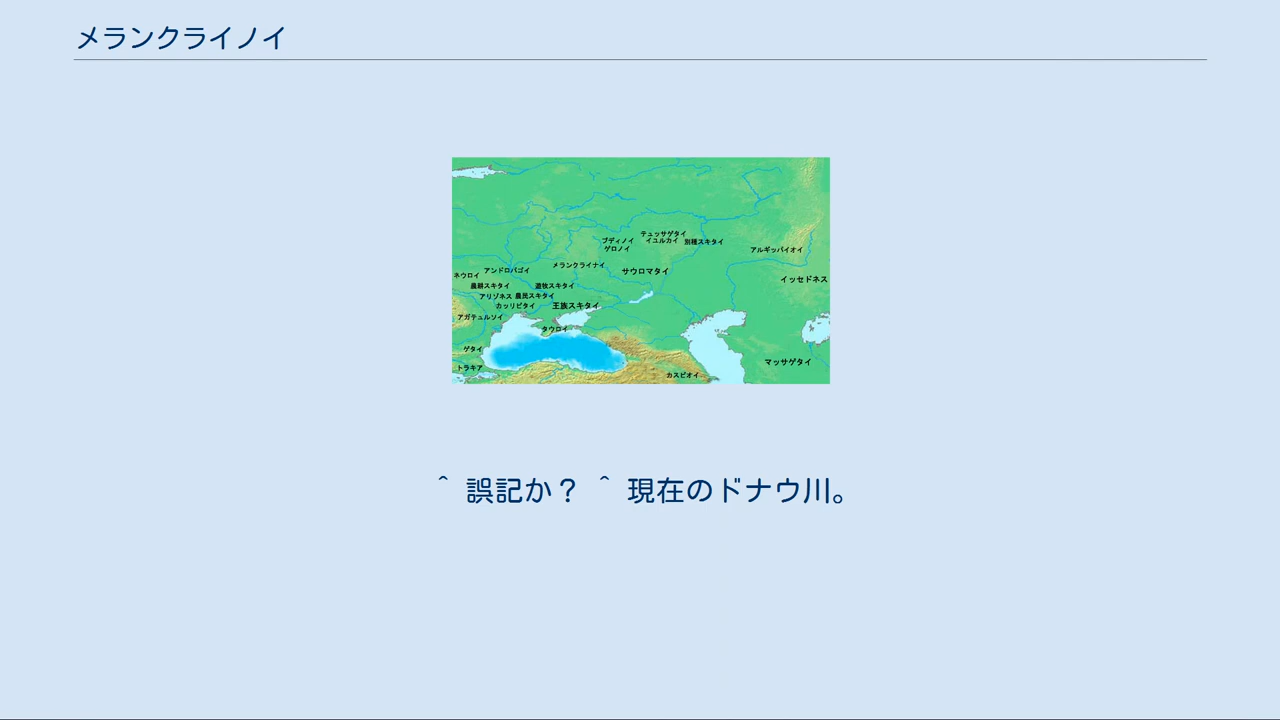 メランクライノイ
テュッサゲタイ
ブディノイ イユルカイ 別種スキタイ
ゲロノイ
アルギッパイオイ
メランクライナイ
ネウロイ アンドロパゴイ サウロマタイ
イッセドネス
農耕スキタイ 遊牧スキタイ
アリゾネス 農民スキタイ
カッリピダイ 王族スキタイ
アガテュルソイ
タウロイ
ゲタイ
マッサゲタイ
トラキア
カスピオイ
^ 誤記か？ ^ 現在のドナウ川。